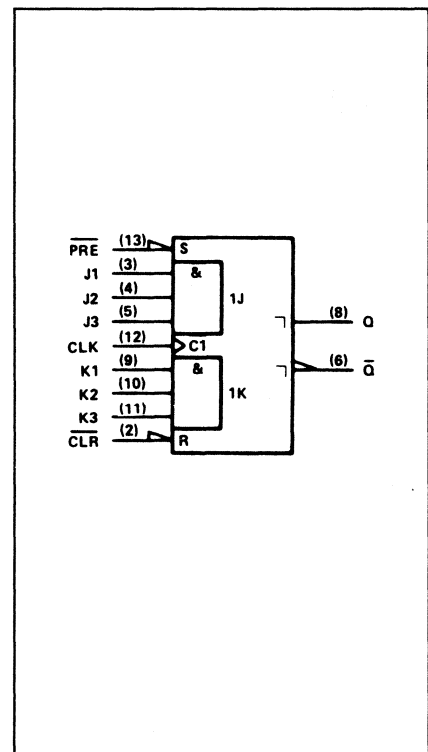 PRE (13) S
J1 (3) &
J2 (4) 1J
J3 (5) (8) Q
CLK (12) C1
K1 (9) & (6) Q
K2 (10) 1K
K3 (11)
CLR (2) R